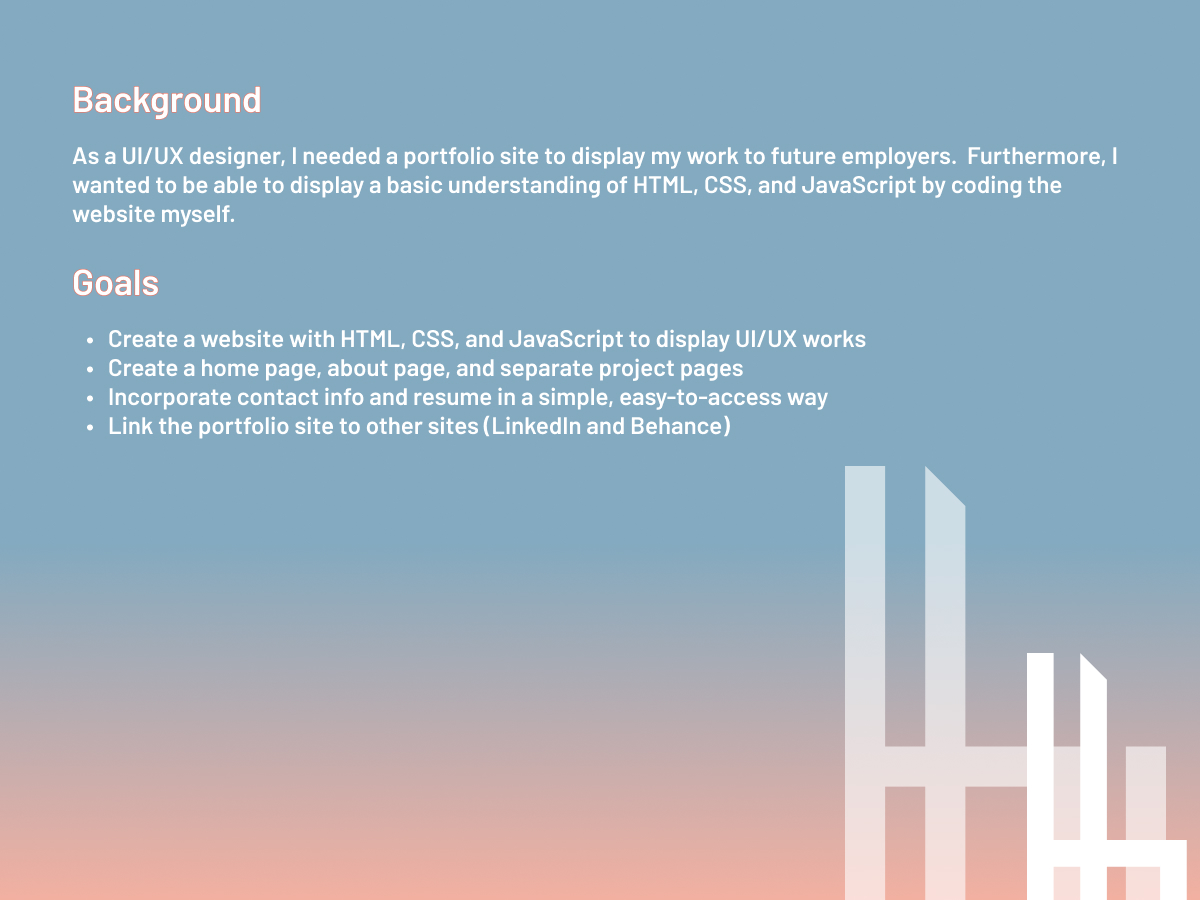 Background
As a UI/UX designer, I needed a portfolio site to display my work to future employers.  Furthermore, I
wanted to be able to display a basic understanding of HTML, CSS, and JavaScript by coding the
website myself.
Goals
• Create a website with HTML, CSS, and JavaScript to display UI/UX works
• Create a home page, about page, and separate project pages
• Incorporate contact info and resume in a simple, easy-to-access way
• Link the portfolio site to other sites (LinkedIn and Behance)